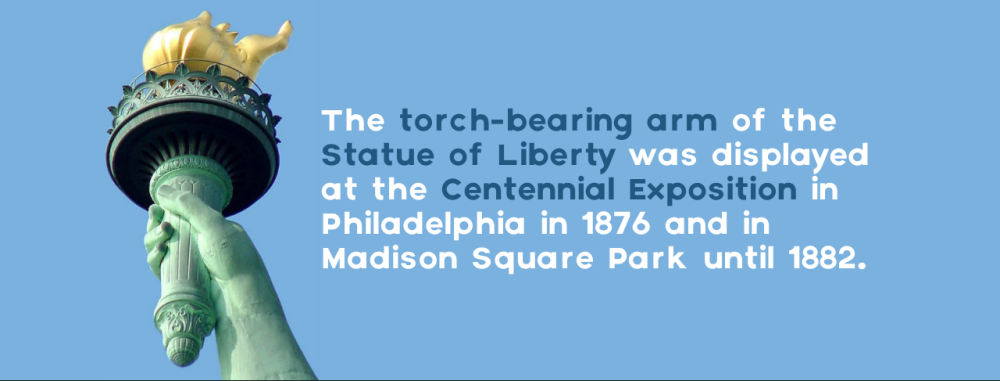 The torch-bearing arm of the
Statue of Liberty was displayed
at the Centennial Exposition in
Philadelphia in 1876 and in
Madison Square Park until 1882.